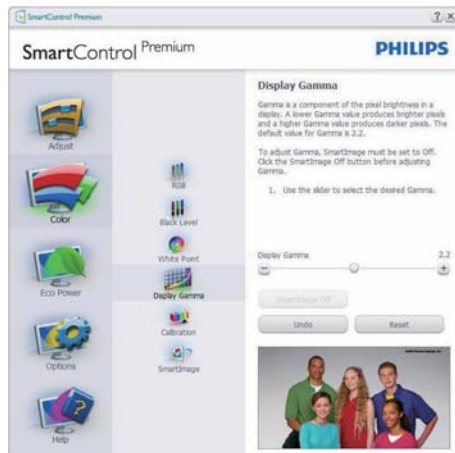 SmartControl Premium
SmartControl Premium
PHILIPS
Adjust
Color
Eco Power
Options
Help
RGB
Black Level
White Point
Display Gamma
Calibration
SmartImage
Display Gamma
Gamma is a component of the pixel brightness in a
display. A lower Gamma value produces brighter pixels
and a higher Gamma value produces darker pixels. The
default value for Gamma is 2.2.
To adjust Gamma, SmartImage must be set to Off.
Click the SmartImage Off button before adjusting
Gamma.
1. Use the slider to select the desired Gamma.
Display Gamma 2.2
SmartImage Off
Undo Reset